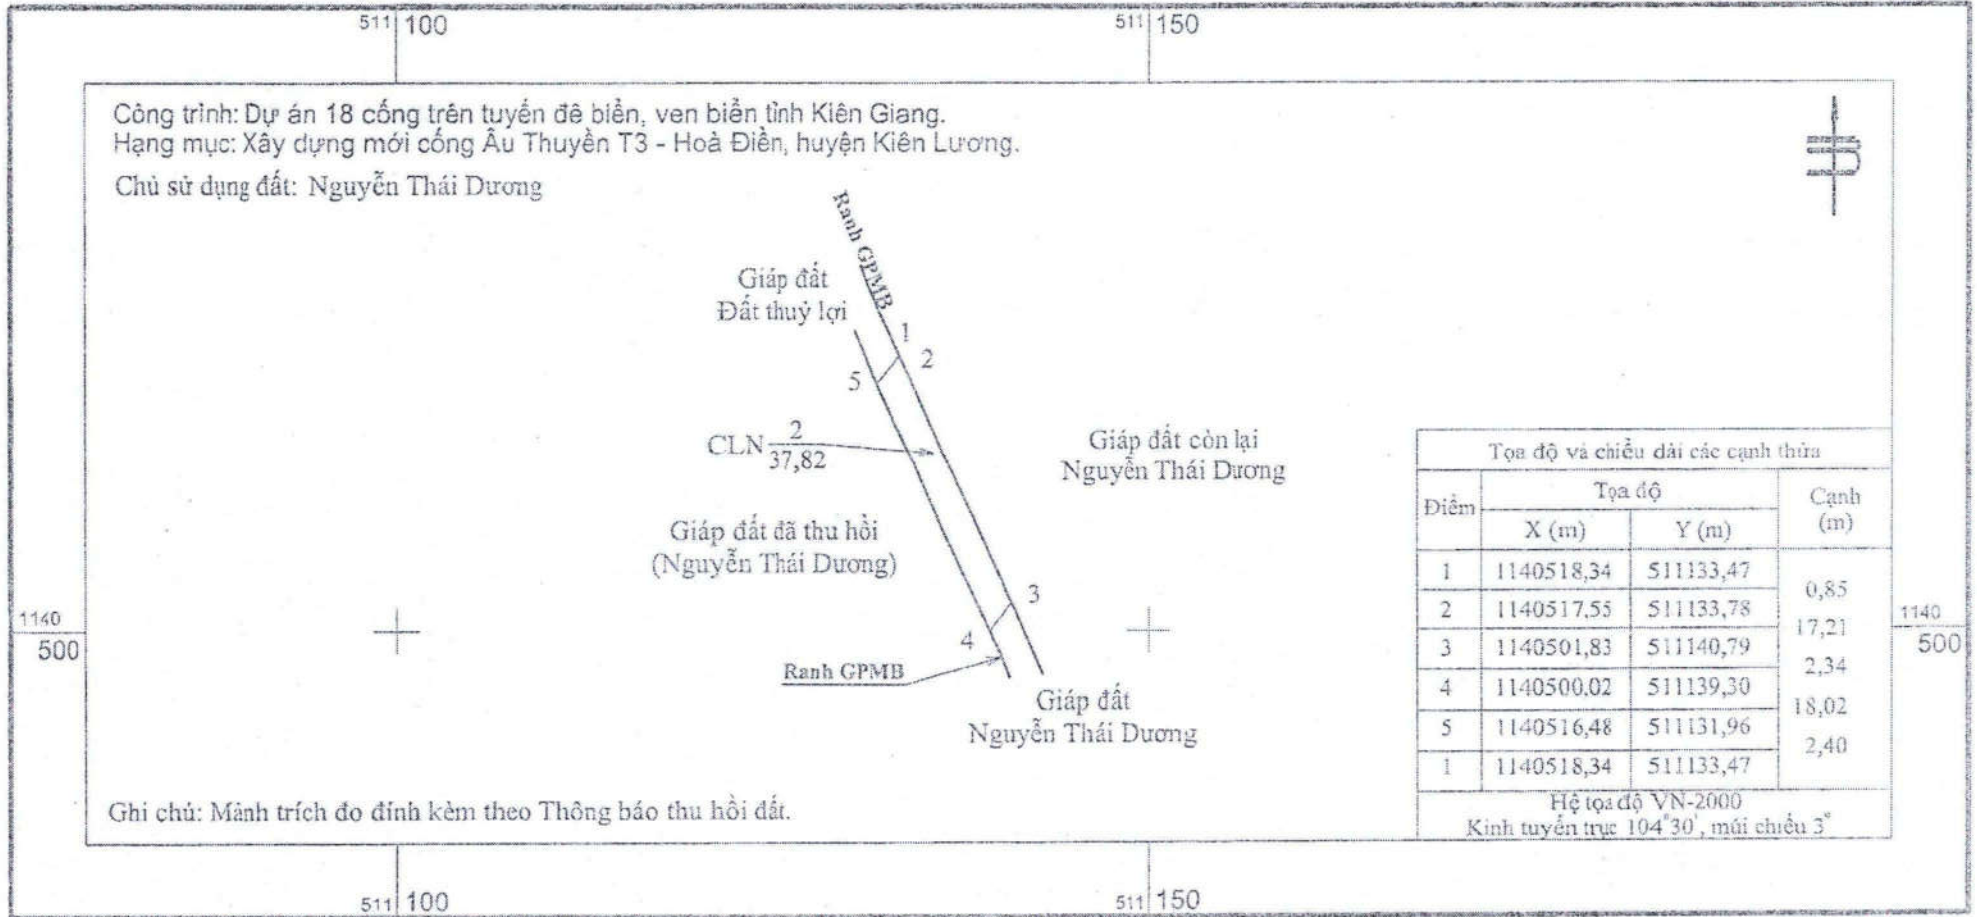 511 100
511 150
Công trình: Dự án 18 cống trên tuyến đê biển, ven biển tỉnh Kiên Giang.
Hạng mục: Xây dựng mới cống Âu Thuyền T3 - Hoà Điền, huyện Kiên Lương.
Chủ sử dụng đất: Nguyễn Thái Dương
Ranh GPMB
Giáp đất
Đất thuỷ lợi
1
2
5
CLN 2
37,82
Giáp đất còn lại
Nguyễn Thái Dương
Giáp đất đã thu hồi
(Nguyễn Thái Dương)
3
4
Ranh GPMB
Giáp đất
Nguyễn Thái Dương
1140
500
1140
500
Tọa độ và chiều dài các cạnh thửa
Điểm Tọa độ Cạnh (m)
X (m) Y (m)
1 1140518,34 511133,47
0,85
2 1140517,55 511133,78
17,21
3 1140501,83 511140,79
2,34
4 1140500,02 511139,30
18,02
5 1140516,48 511131,96
2,40
1 1140518,34 511133,47
Hệ tọa độ VN-2000
Kinh tuyến trục 104°30', múi chiếu 3°
Ghi chú: Mảnh trích đo đính kèm theo Thông báo thu hồi đất.
511 100
511 150